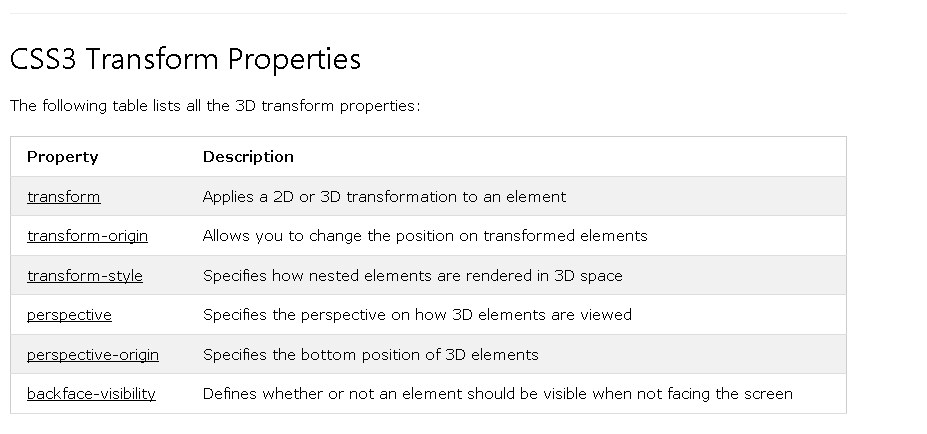 CSS3 Transform Properties
The following table lists all the 3D transform properties:
Property Description
transform Applies a 2D or 3D transformation to an element
transform-origin Allows you to change the position on transformed elements
transform-style Specifies how nested elements are rendered in 3D space
perspective Specifies the perspective on how 3D elements are viewed
perspective-origin Specifies the bottom position of 3D elements
backface-visibility Defines whether or not an element should be visible when not facing the screen